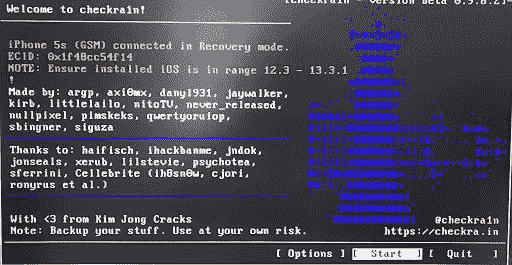 [checkra1n - version beta 0.9.8.2]-
Welcome to checkra1n!
iPhone 5s (GSM) connected in Recovery mode.
ECID: 0x1f48cc54f14
NOTE: Ensure installed iOS is in range 12.3 - 13.3.1
!
Made by: argp, axi0mx, danyl931, jaywalker,
kirb, littlelailo, nitoTV, never_released,
nullpixel, pimskeks, qwertyoruiop,
sbingner, siguza
Thanks to: haifisch, ihackbanme, jndok,
jonseals, xerub, lilstevie, psychotea,
sferrini, Cellebrite (ih8sn0w, cjori,
ronyrus et al.)
With <3 from Kim Jong Cracks
@checkra1n
Note: Backup your stuff. Use at your own risk.
https://checkra.in
[ Options ] [ Start ] [ Quit ]